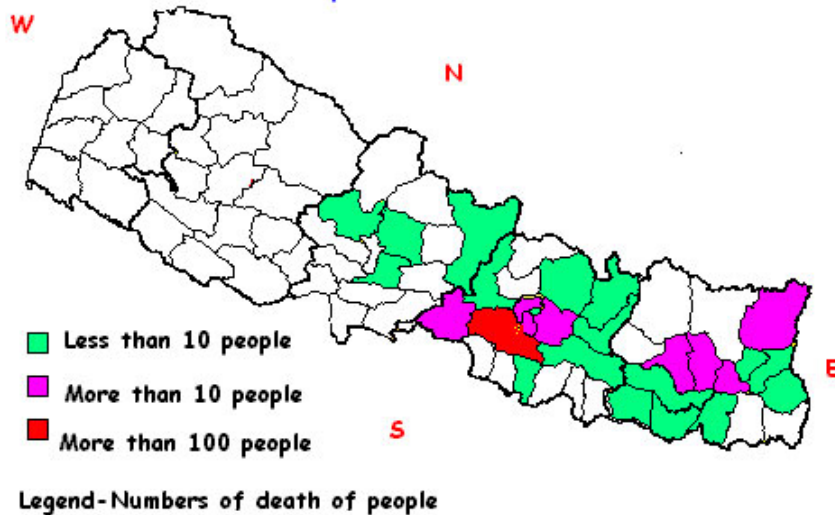 W
N
Less than 10 people
E
More than 10 people
S
More than 100 people
Legend-Numbers of death of people